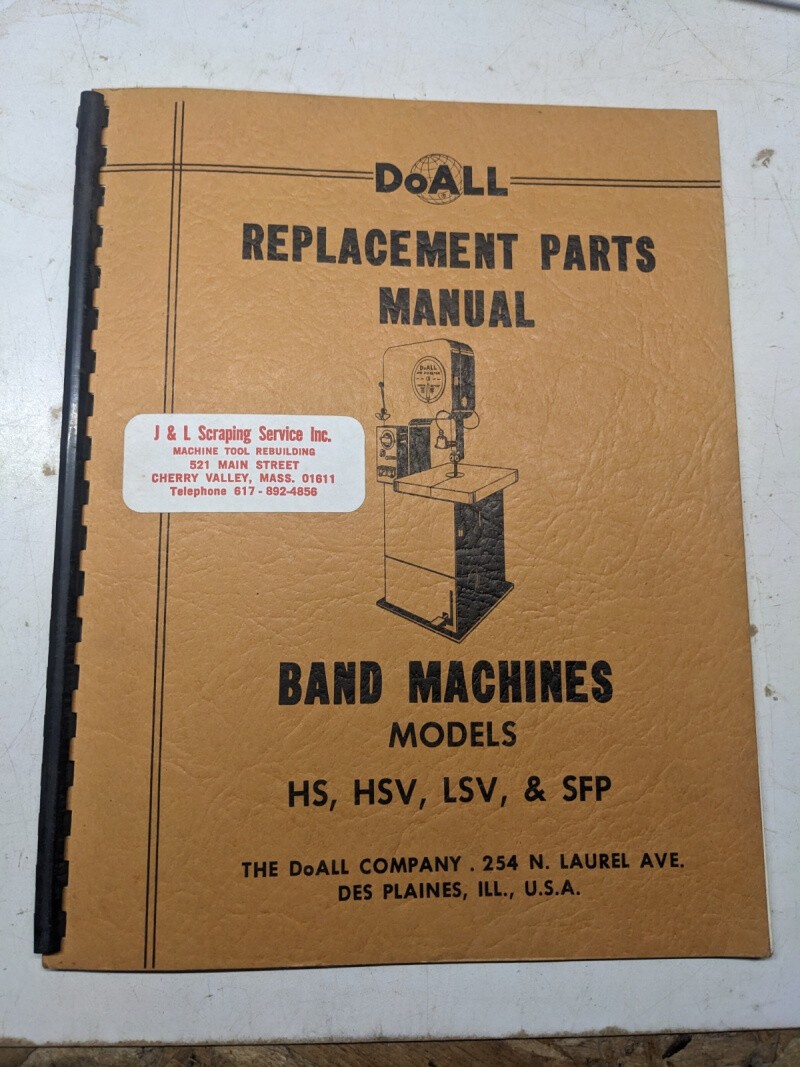 DoALL
REPLACEMENT PARTS
MANUAL
DoALL
J & L Scraping Service Inc.
MACHINE TOOL REBUILDING
521 MAIN STREET
CHERRY VALLEY, MASS. 01611
Telephone 617-892-4856
BAND MACHINES
MODELS
HS, HSV, LSV, & SFP
THE DoALL COMPANY . 254 N. LAUREL AVE.
DES PLAINES, ILL., U.S.A.